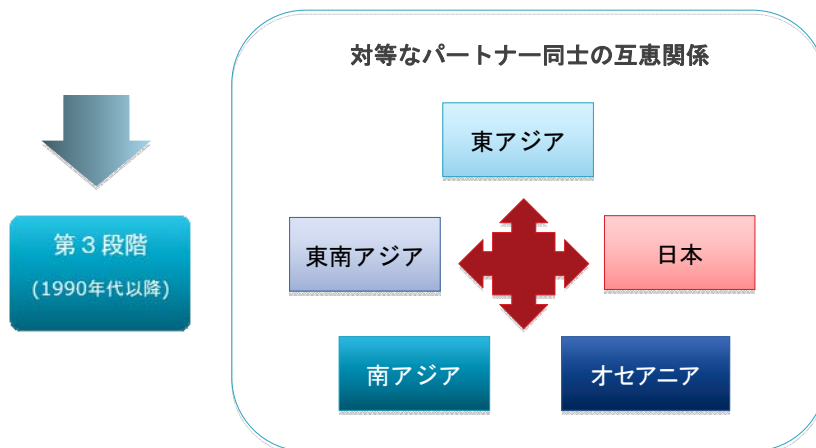 対等なパートナー同士の互恵関係
東アジア
第３段階
(1990年代以降)
東南アジア
日本
南アジア
オセアニア